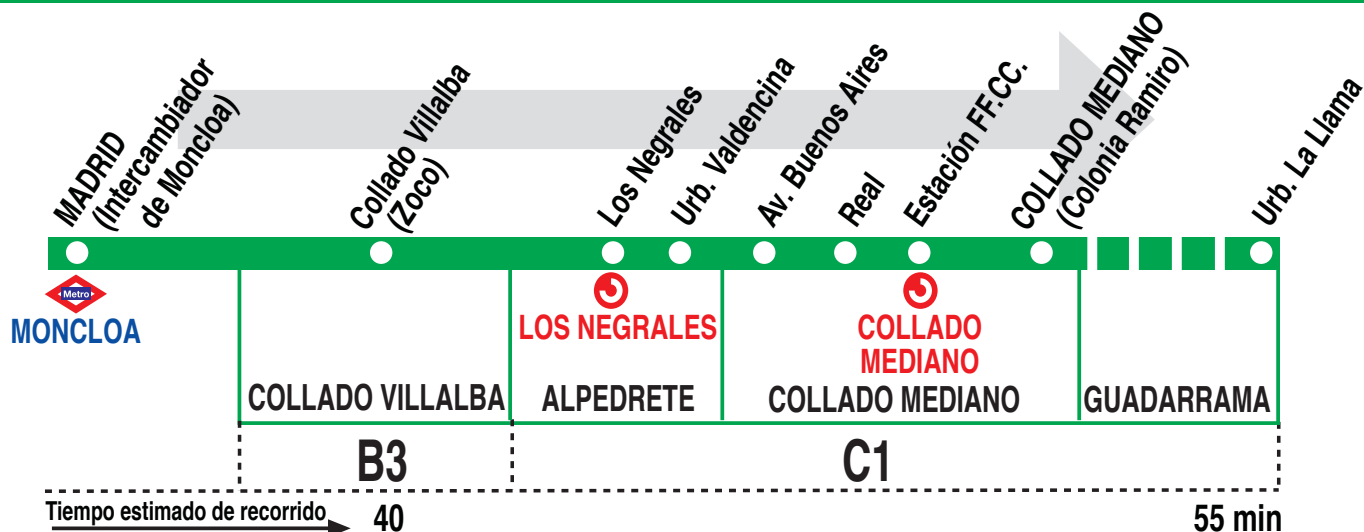 MADRID
(Intercambiador
de Moncloa)
Collado Villalba
(Zoco)
Los Negrales
Urb. Valdencina
Av. Buenos Aires
Real
Estación FF.CC.
COLLADO MEDIANO
(Colonia Ramiro)
Urb. La Llama
Metro
MONCLOA
LOS NEGRALES
COLLADO
MEDIANO
COLLADO VILLALBA
ALPEDRETE
COLLADO MEDIANO
GUADARRAMA
B3
C1
Tiempo estimado de recorrido
40
55 min